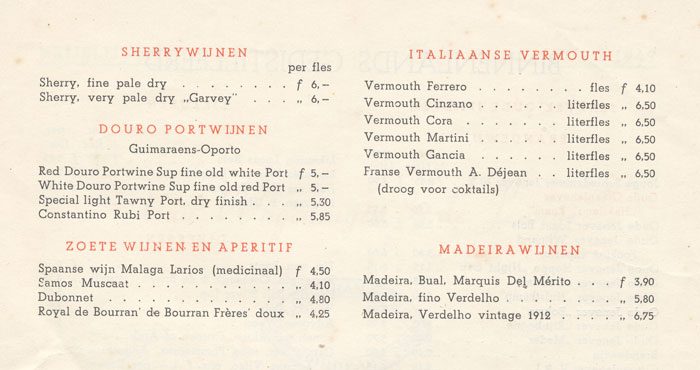 SHERRYWIJNEN
per fles
Sherry, fine pale dry . . . . . . . . ƒ 6,–
Sherry, very pale dry „Garvey" . . . . „ 6,–
DOURO PORTWIJNEN
Guimaraens-Oporto
Red Douro Portwine Sup fine old white Port ƒ 5,–
White Douro Portwine Sup fine old red Port „ 5,–
Special light Tawny Port, dry finish . . . „ 5.30
Constantino Rubi Port . . . . . . . . „ 5.85
ZOETE WIJNEN EN APERITIF
Spaanse wijn Malaga Larios (medicinaal) ƒ 4.50
Samos Muscaat . . . . . . . . . . „ 4,10
Dubonnet . . . . . . . . . . . . „ 4.80
Royal de Bourran' de Bourran Frères' doux „ 4,25
ITALIAANSE VERMOUTH
Vermouth Ferrero . . . . . . . . fles ƒ 4,10
Vermouth Cinzano . . . . . . literfles „ 6,50
Vermouth Cora . . . . . . . literfles „ 6,50
Vermouth Martini . . . . . . literfles „ 6,50
Vermouth Gancia . . . . . . literfles „ 6,50
Franse Vermouth A. Déjean . . literfles „ 6,50
(droog voor coktails)
MADEIRAWIJNEN
Madeira, Bual, Marquis Del Mérito . . . ƒ 3,90
Madeira, fino Verdelho . . . . . . . . „ 5,80
Madeira, Verdelho vintage 1912 . . . . . „ 6,75